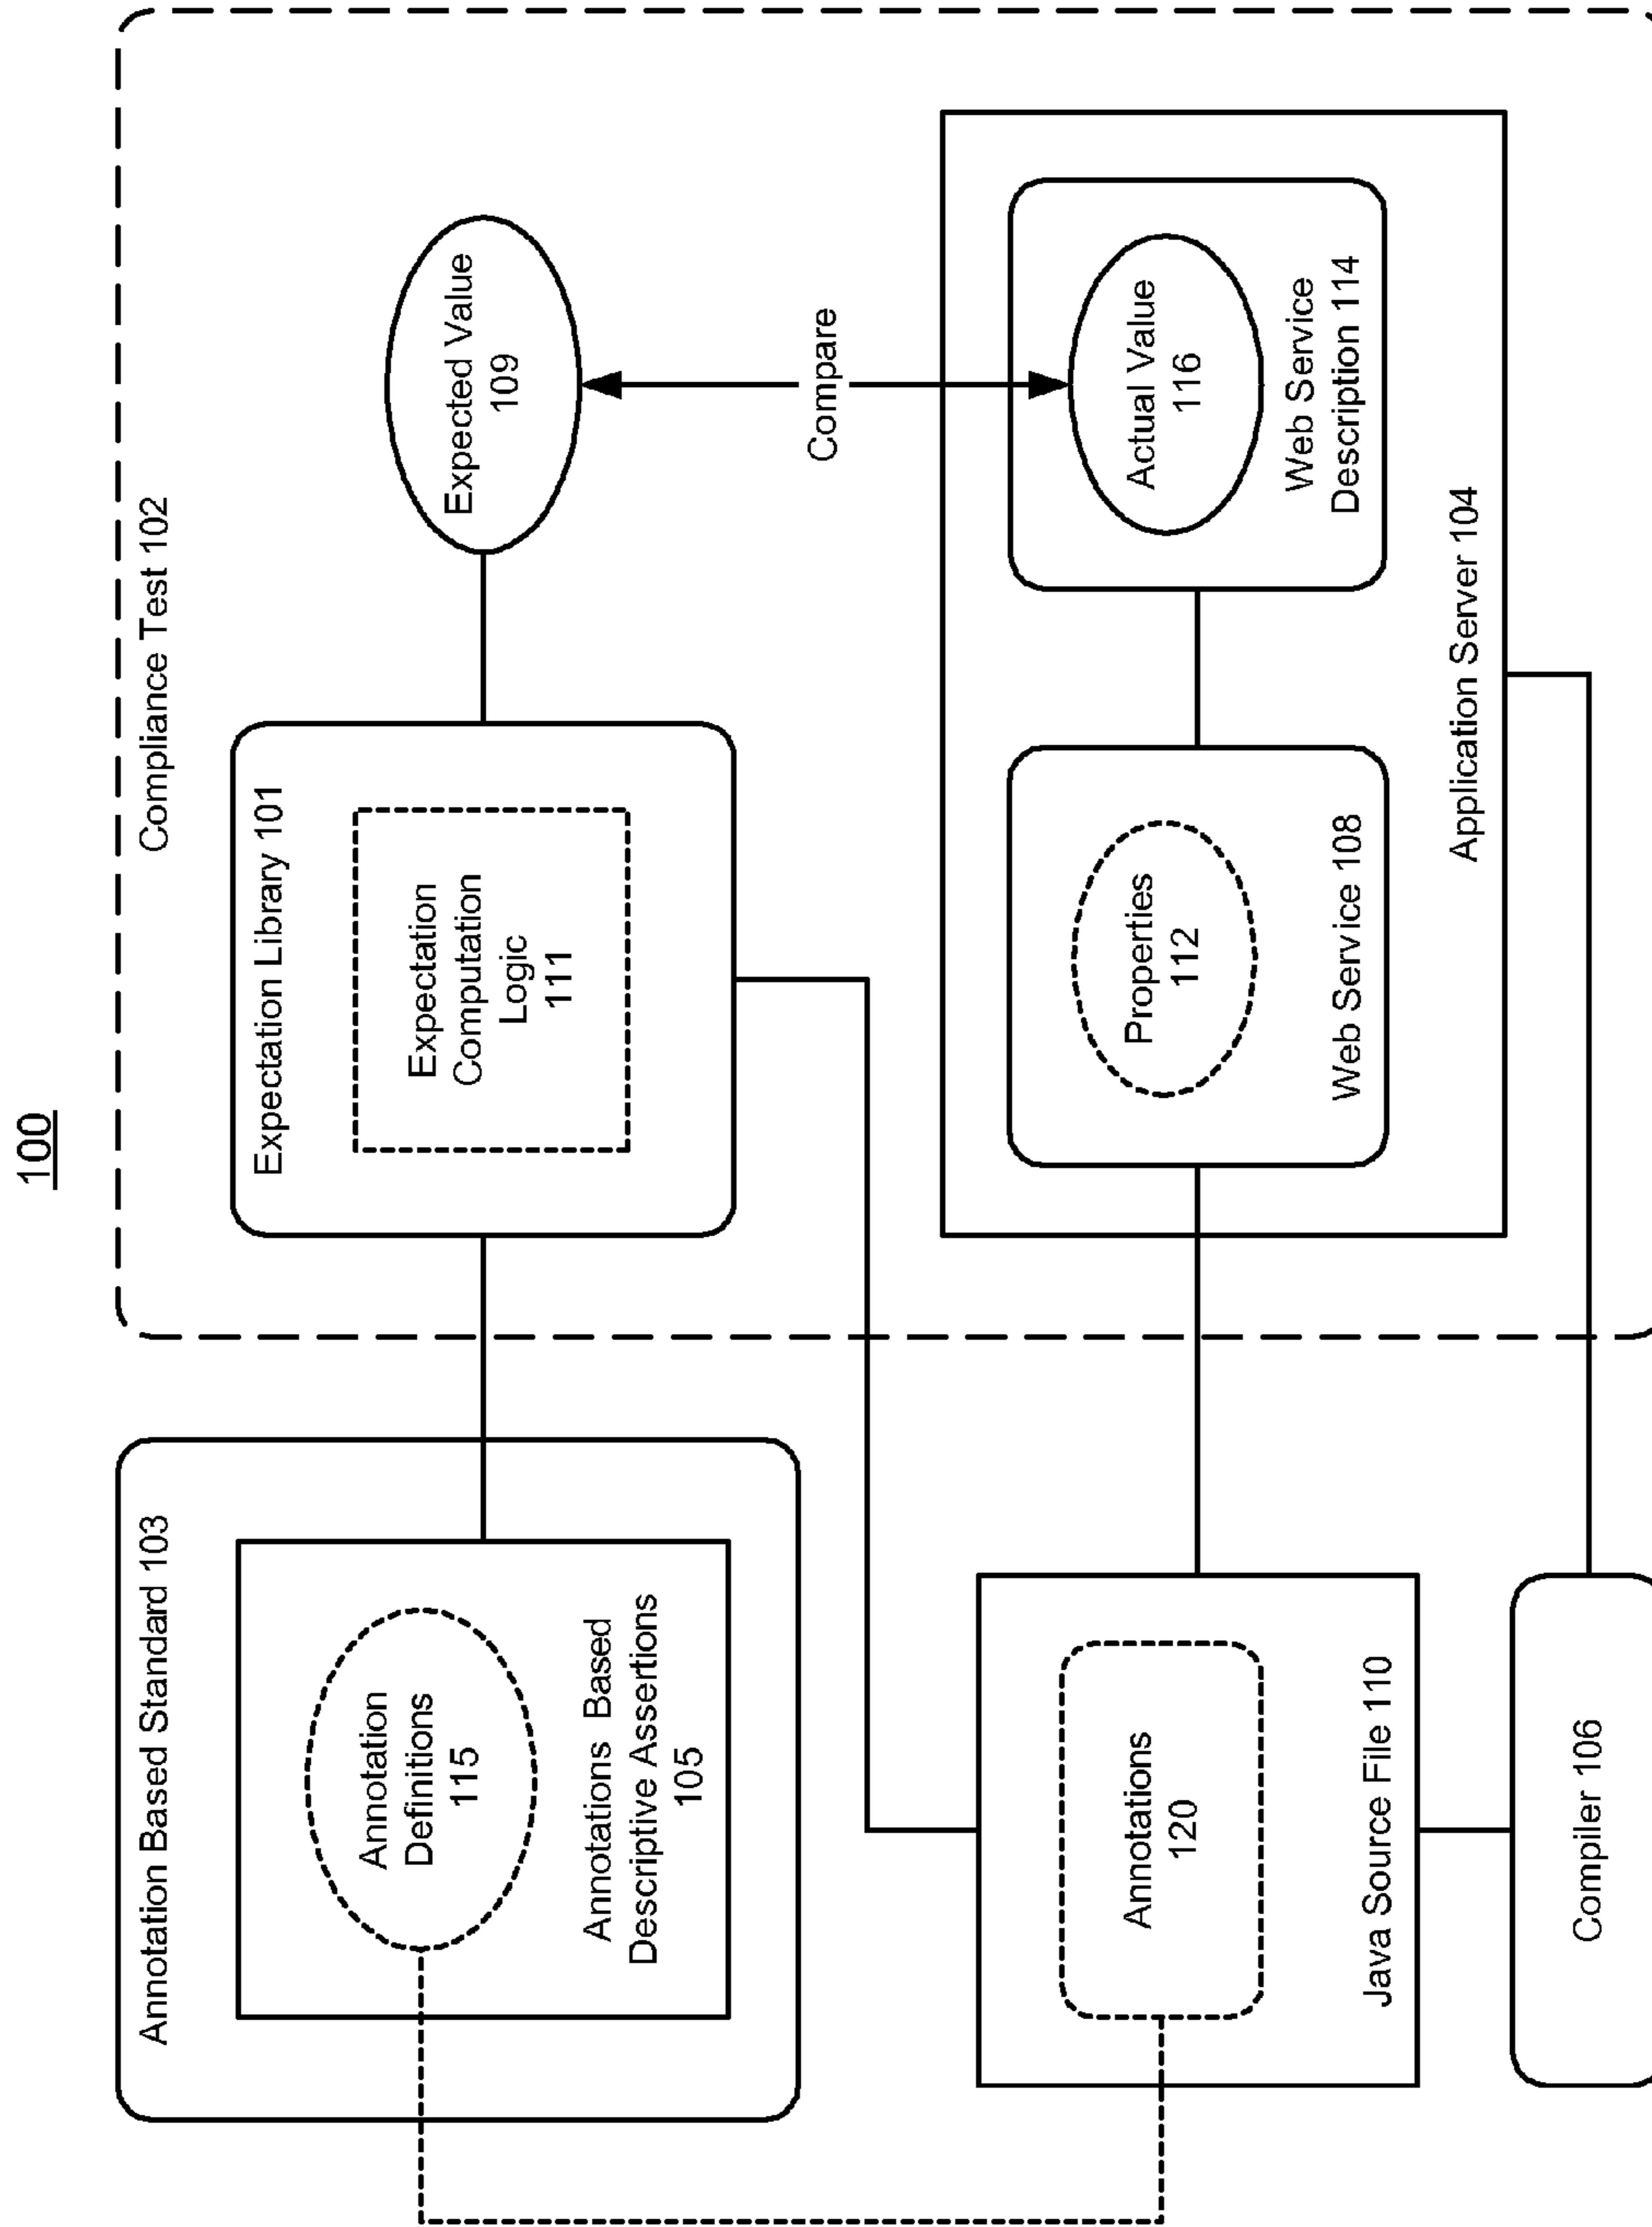 100
Compliance Test 102
Annotation Based Standard 103
Annotation
Definitions
115
Annotations Based
Descriptive Assertions
105
Expectation Library 101
Expectation
Computation
Logic
111
Expected Value
109
Compare
Annotations
120
Java Source File 110
Properties
112
Web Service 108
Actual Value
116
Web Service
Description 114
Application Server 104
Compiler 106